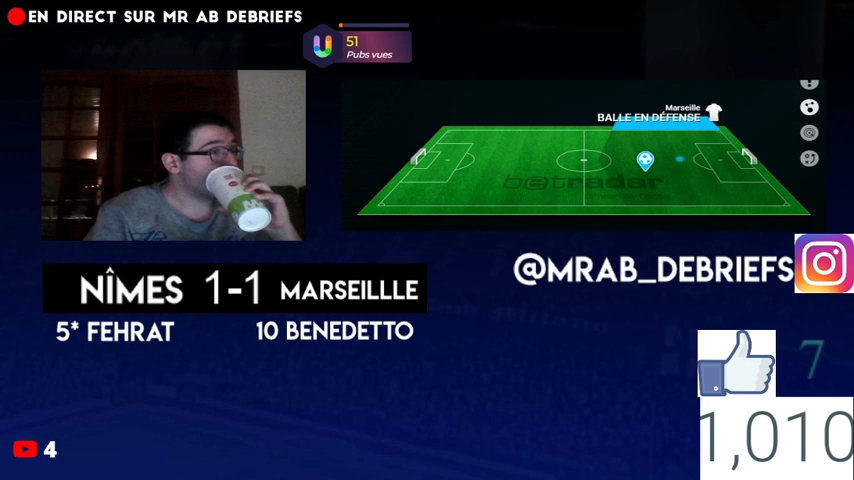 EN DIRECT SUR MR AB DEBRIEFS
51
Pubs vues
Marseille
BALLE EN DÉFENSE
betradar
@MRAB_DEBRIEFS
NÎMES 1-1 MARSEILLLE
5* FEHRAT 10 BENEDETTO
7
1,010
4